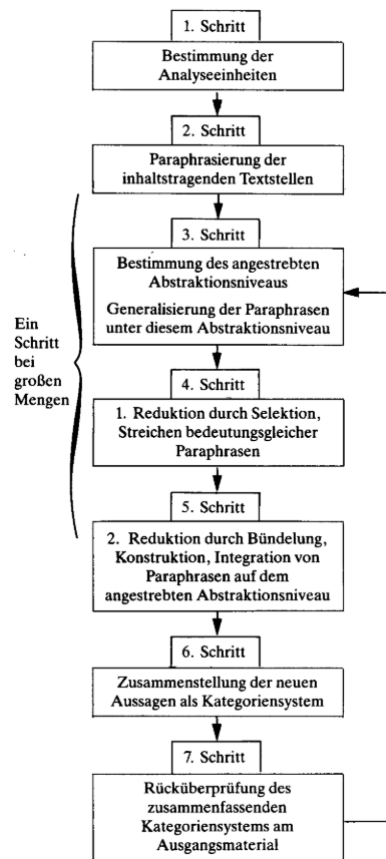 1. Schritt
Bestimmung der
Analyseeinheiten
2. Schritt
Paraphrasierung der
inhaltstragenden Textstellen
3. Schritt
Bestimmung des angestrebten
Abstraktionsniveaus
Generalisierung der Paraphrasen
unter diesem Abstraktionsniveau
Ein
Schritt
bei
großen
Mengen
4. Schritt
1. Reduktion durch Selektion,
Streichen bedeutungsgleicher
Paraphrasen
5. Schritt
2. Reduktion durch Bündelung,
Konstruktion, Integration von
Paraphrasen auf dem
angestrebten Abstraktionsniveau
6. Schritt
Zusammenstellung der neuen
Aussagen als Kategoriensystem
7. Schritt
Rücküberprüfung des
zusammenfassenden
Kategoriensystems am
Ausgangsmaterial